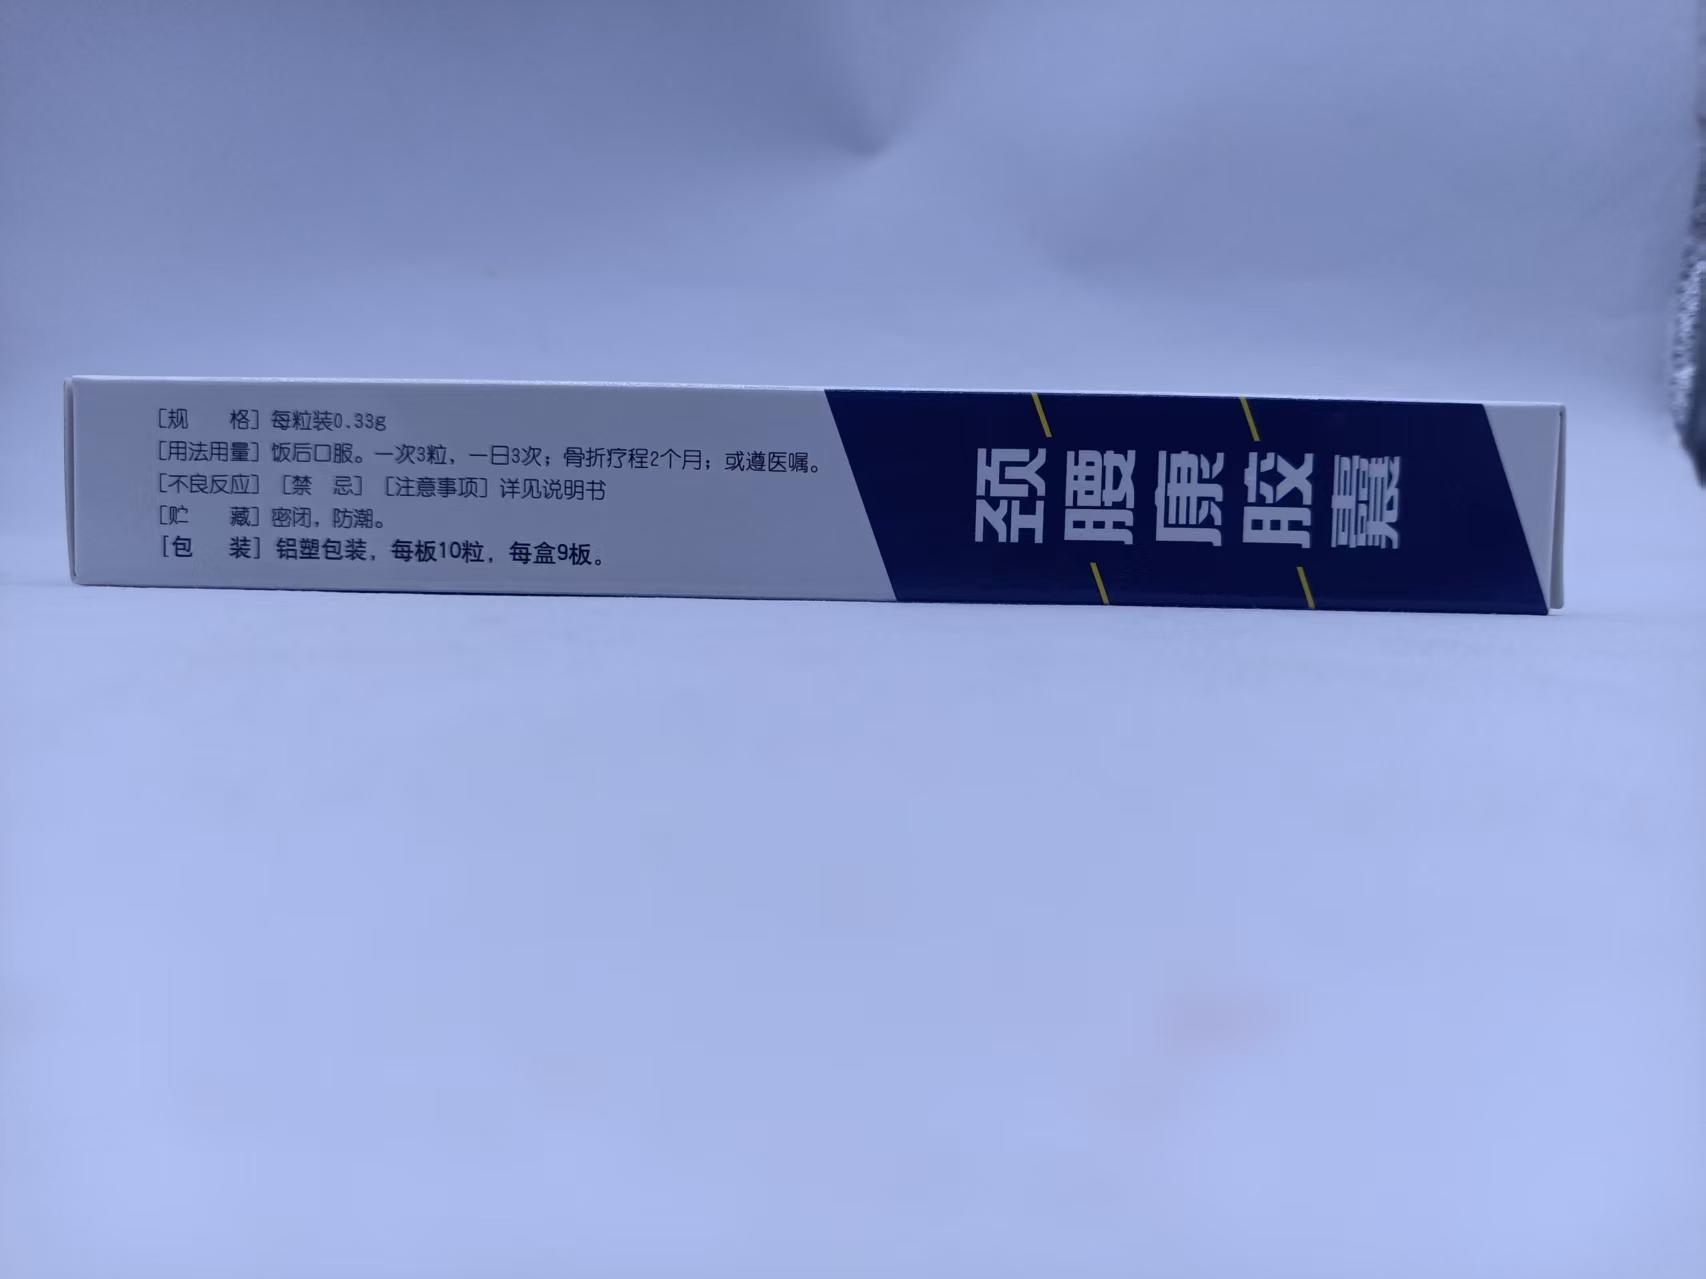 [规 格] 每粒装0.33g
[用法用量] 饭后口服。一次3粒，一日3次；骨折疗程2个月；或遵医嘱。
[不良反应] [禁 忌] [注意事项] 详见说明书
[贮 藏] 密闭，防潮。
[包 装] 铝塑包装，每板10粒，每盒9板。
颈腰康胶囊